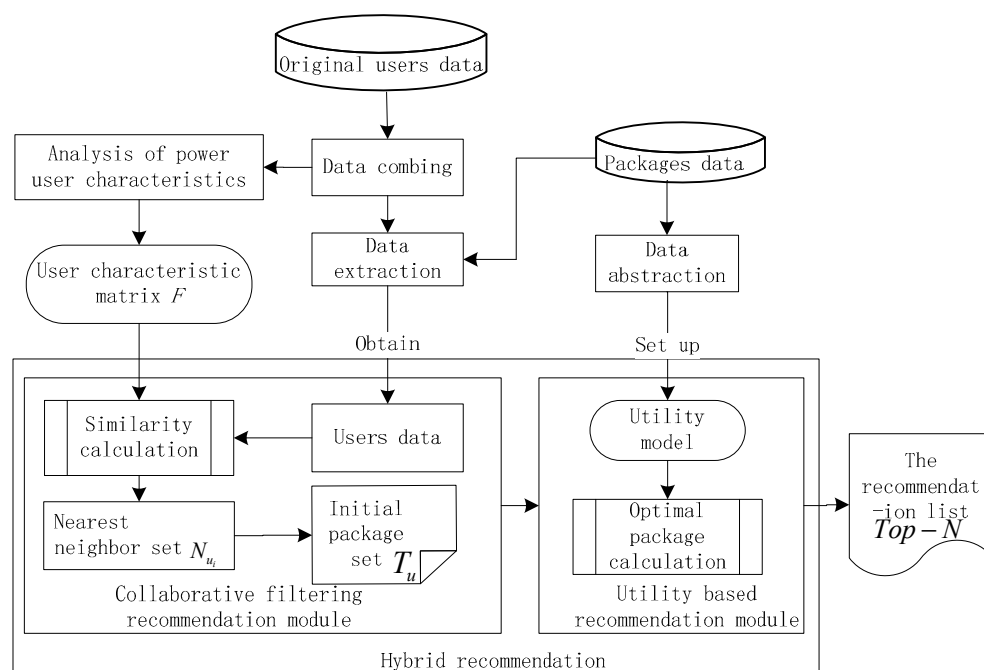 Original users data
Analysis of power
user characteristics
Data combing
Packages data
User characteristic
matrix F
Data
extraction
Data
abstraction
Obtain
Set up
Similarity
calculation
Users data
Utility
model
Nearest
neighbor set N_{u_i}
Initial
package
set T_u
Optimal
package
calculation
The
recommendat
-ion list
Top - N
Collaborative filtering
recommendation module
Utility based
recommendation module
Hybrid recommendation